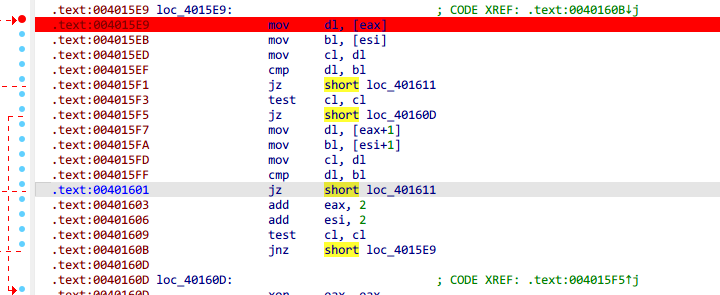 .text:004015E9 loc_4015E9: ; CODE XREF: .text:0040160B↓j
.text:004015E9 mov dl, [eax]
.text:004015EB mov bl, [esi]
.text:004015ED mov cl, dl
.text:004015EF cmp dl, bl
.text:004015F1 jz short loc_401611
.text:004015F3 test cl, cl
.text:004015F5 jz short loc_40160D
.text:004015F7 mov dl, [eax+1]
.text:004015FA mov bl, [esi+1]
.text:004015FD mov cl, dl
.text:004015FF cmp dl, bl
.text:00401601 jz short loc_401611
.text:00401603 add eax, 2
.text:00401606 add esi, 2
.text:00401609 test cl, cl
.text:0040160B jnz short loc_4015E9
.text:0040160D
.text:0040160D loc_40160D: ; CODE XREF: .text:004015F5↑j
.text:0040160D xor eax, eax